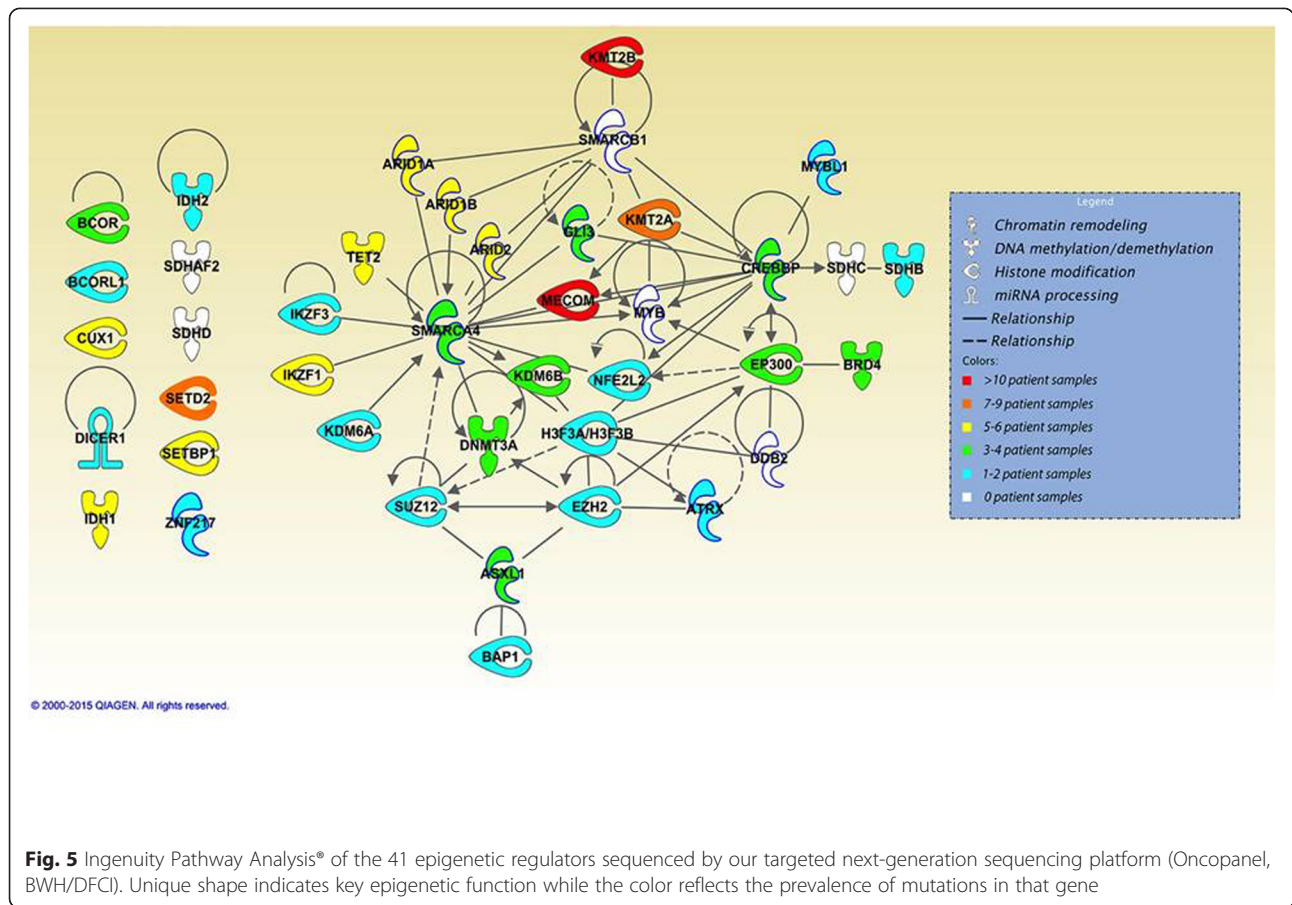 KMT2B
SMARCB1
ARID1A
MYBL1
IDH2
ARID1B
BCOR
KMT2A
GLI3
TET2
ARID2
SDHAF2
CREBBP
SDHC
SDHB
BCORL1
MECOM
IKZF3
MYB
SMARCA4
SDHD
CUX1
EP300
BRD4
IKZF1
KDM6B
NFE2L2
SETD2
KDM6A
H3F3A/H3F3B
DICER1
DNMT3A
SETBP1
DDB2
SUZ12
EZH2
ATRX
IDH1
ZNF217
ASXL1
BAP1
Legend
Chromatin remodeling
DNA methylation/demethylation
Histone modification
miRNA processing
Relationship
Relationship
Colors:
>10 patient samples
7-9 patient samples
5-6 patient samples
3-4 patient samples
1-2 patient samples
0 patient samples
© 2000-2015 QIAGEN. All rights reserved.
Fig. 5 Ingenuity Pathway Analysis® of the 41 epigenetic regulators sequenced by our targeted next-generation sequencing platform (Oncopanel,
BWH/DFCI). Unique shape indicates key epigenetic function while the color reflects the prevalence of mutations in that gene